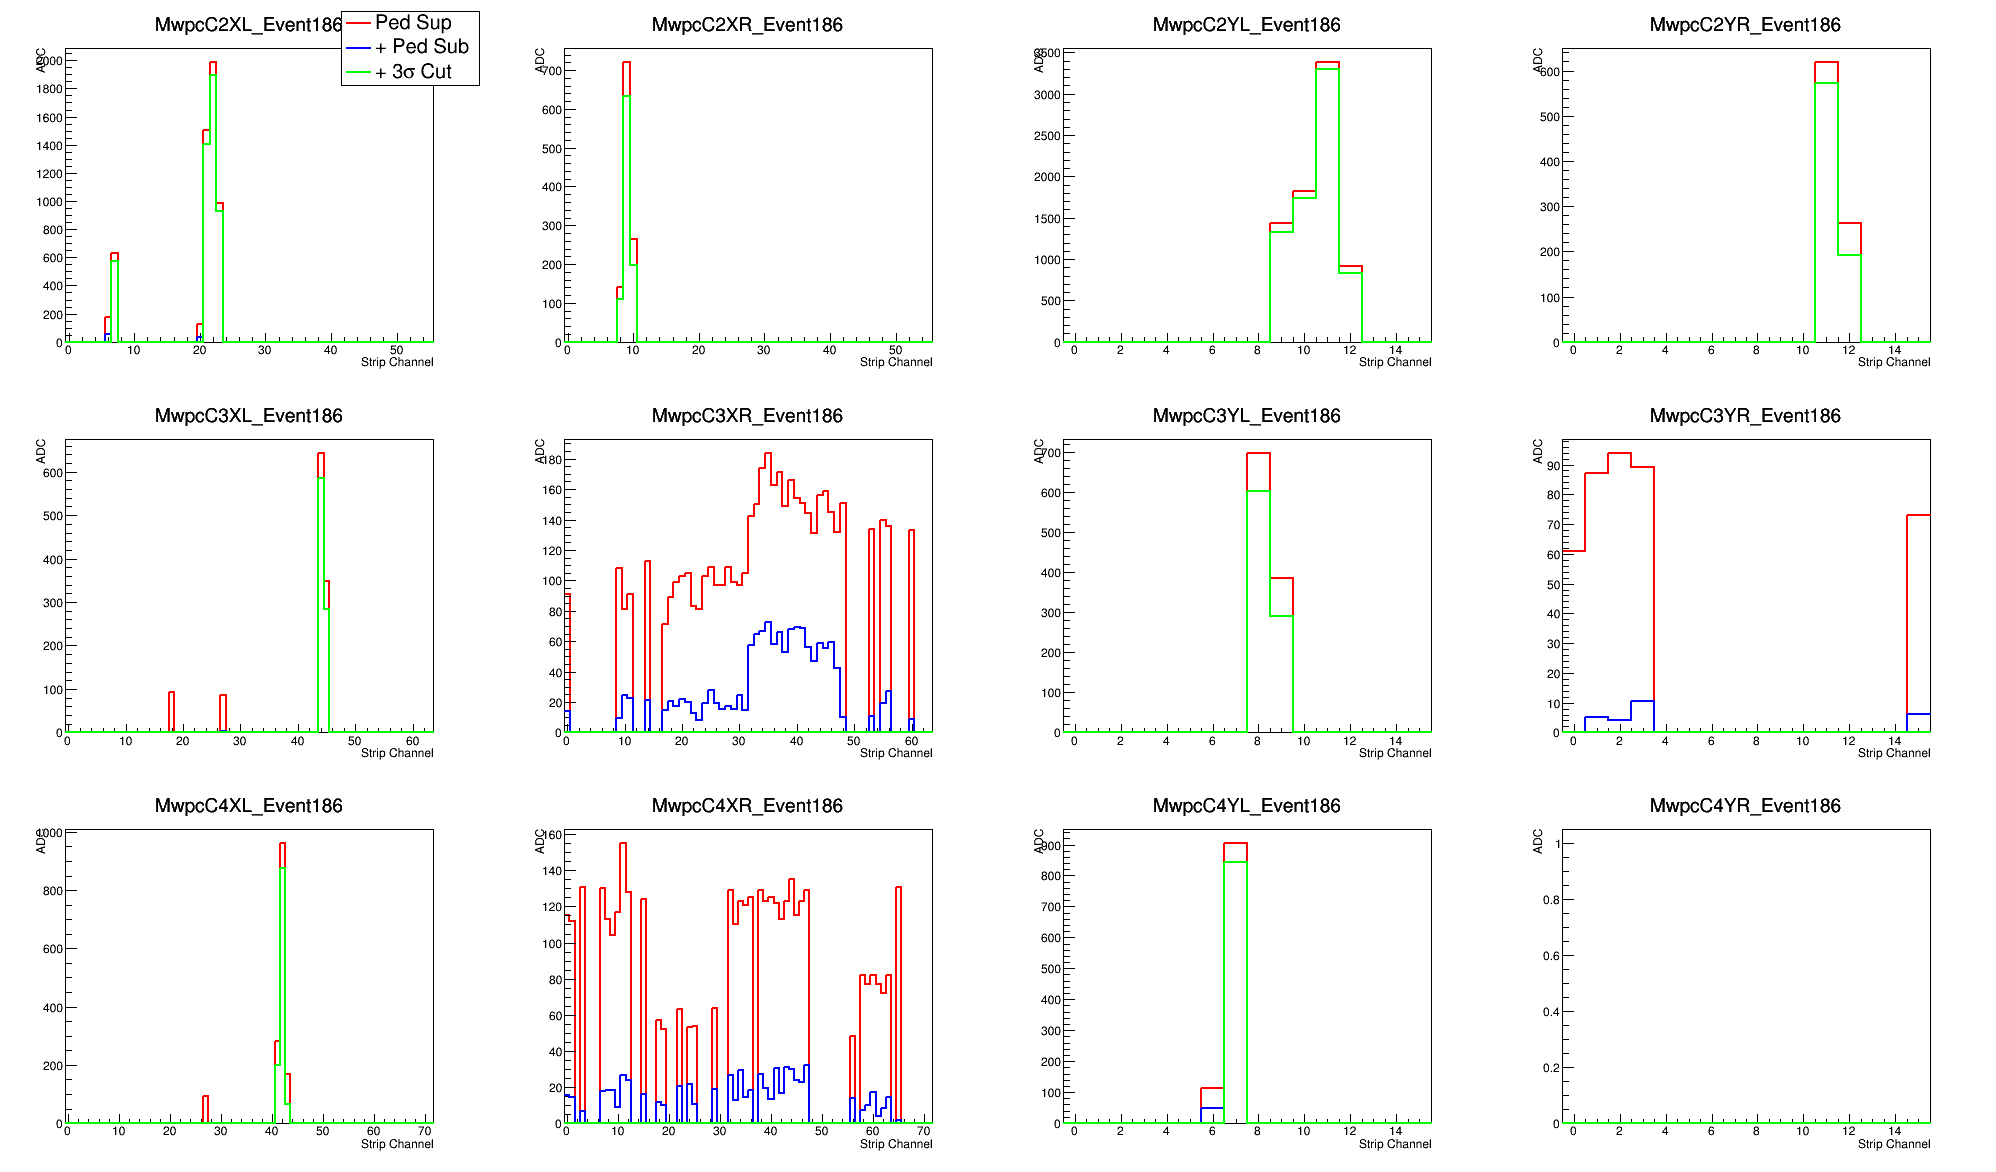 MwpcC2XL_Event186
Ped Sup
+ Ped Sub
+ 3σ Cut
ADC
2000
1800
1600
1400
1200
1000
800
600
400
200
0
0 10 20 30 40 50
Strip Channel
MwpcC2XR_Event186
ADC
700
600
500
400
300
200
100
0
0 10 20 30 40 50
Strip Channel
MwpcC2YL_Event186
ADC
3500
3000
2500
2000
1500
1000
500
0
0 2 4 6 8 10 12 14
Strip Channel
MwpcC2YR_Event186
ADC
600
500
400
300
200
100
0
0 2 4 6 8 10 12 14
Strip Channel
MwpcC3XL_Event186
ADC
600
500
400
300
200
100
0
0 10 20 30 40 50 60
Strip Channel
MwpcC3XR_Event186
ADC
180
160
140
120
100
80
60
40
20
0
0 10 20 30 40 50 60
Strip Channel
MwpcC3YL_Event186
ADC
700
600
500
400
300
200
100
0
0 2 4 6 8 10 12 14
Strip Channel
MwpcC3YR_Event186
ADC
90
80
70
60
50
40
30
20
10
0
0 2 4 6 8 10 12 14
Strip Channel
MwpcC4XL_Event186
ADC
1000
800
600
400
200
0
0 10 20 30 40 50 60 70
Strip Channel
MwpcC4XR_Event186
ADC
160
140
120
100
80
60
40
20
0
0 10 20 30 40 50 60 70
Strip Channel
MwpcC4YL_Event186
ADC
900
800
700
600
500
400
300
200
100
0
0 2 4 6 8 10 12 14
Strip Channel
MwpcC4YR_Event186
ADC
1
0.8
0.6
0.4
0.2
0
0 2 4 6 8 10 12 14
Strip Channel